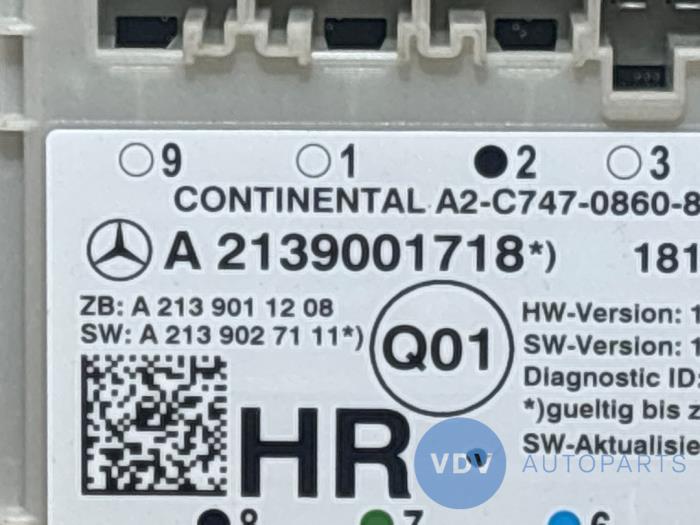 9 1 2 3
CONTINENTAL A2-C747-0860-8
A 2139001718*) 181
ZB: A 213 901 12 08
HW-Version: 1
SW: A 213 902 71 11*)
Q01
SW-Version: 1
Diagnostic ID:
*)gueltig bis z
HR
SW-Aktualisie
VDV AUTOPARTS
8 7 6